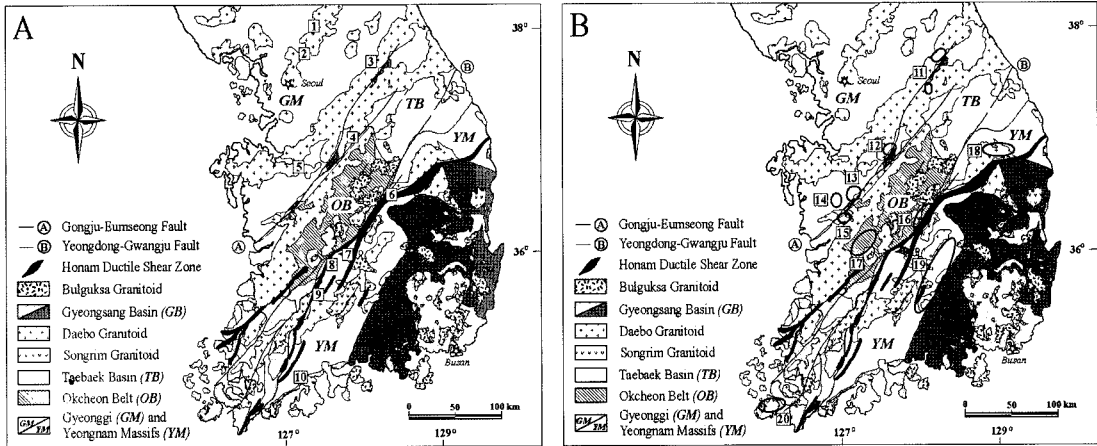 A
38°
N
1
2
3
B
Seoul
GM
TB
4
YM
5
6
OB
A
7
36°
8
9
YM
10
Busan
Gongju-Eumseong Fault
Yeongdong-Gwangju Fault
Honam Ductile Shear Zone
Bulguksa Granitoid
Gyeongsang Basin (GB)
Daebo Granitoid
Songrim Granitoid
Taebaek Basin (TB)
Okcheon Belt (OB)
Gyeonggi (GM) and
Yeongnam Massifs (YM)
GM
YM
0 50 100 km
127°
129°
B
38°
N
B
11
Seoul
GM
TB
YM
12
18
13
14
OB
16
15
A
17
19
36°
YM
20
Busan
A Gongju-Eumseong Fault
B Yeongdong-Gwangju Fault
Honam Ductile Shear Zone
Bulguksa Granitoid
Gyeongsang Basin (GB)
Daebo Granitoid
Songrim Granitoid
Taebaek Basin (TB)
Okcheon Belt (OB)
Gyeonggi (GM) and
Yeongnam Massifs (YM)
GM
YM
0 50 100 km
127°
129°